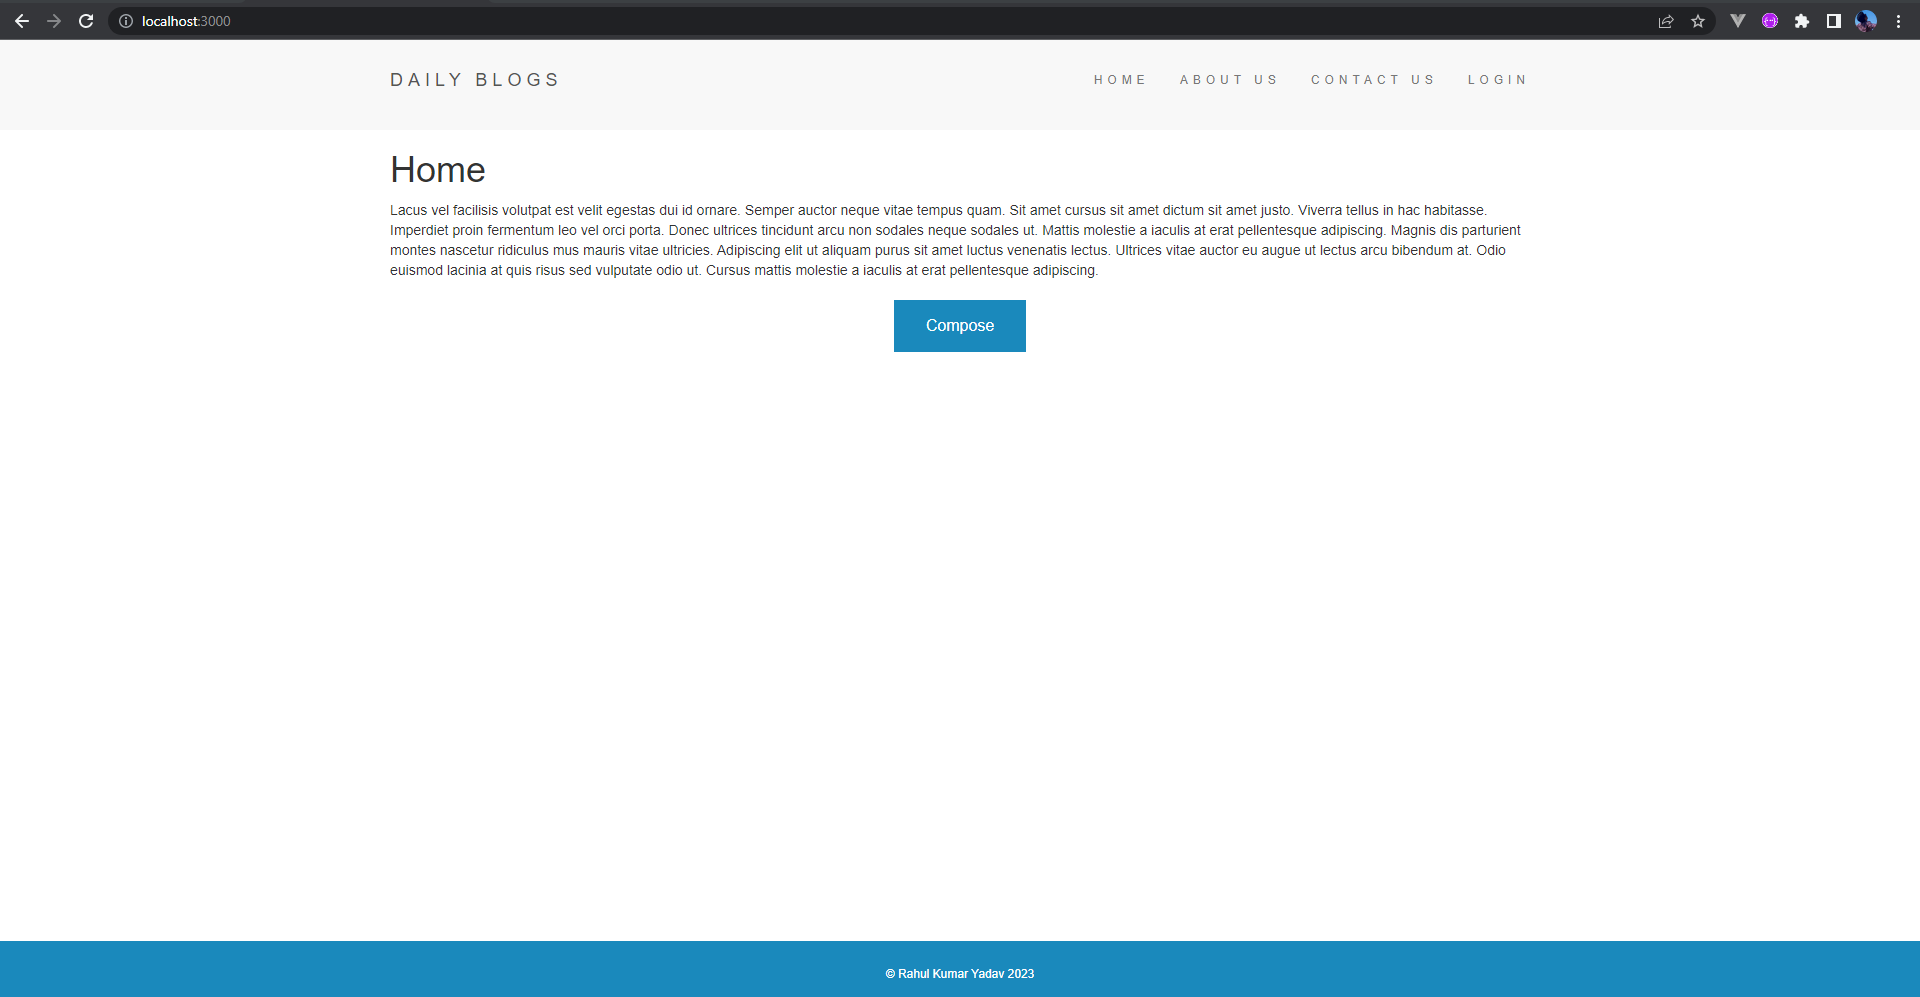 localhost:3000
DAILY BLOGS
HOME ABOUT US CONTACT US LOGIN
Home
Lacus vel facilisis volutpat est velit egestas dui id ornare. Semper auctor neque vitae tempus quam. Sit amet cursus sit amet dictum sit amet justo. Viverra tellus in hac habitasse.
Imperdiet proin fermentum leo vel orci porta. Donec ultrices tincidunt arcu non sodales neque sodales ut. Mattis molestie a iaculis at erat pellentesque adipiscing. Magnis dis parturient
montes nascetur ridiculus mus mauris vitae ultricies. Adipiscing elit ut aliquam purus sit amet luctus venenatis lectus. Ultrices vitae auctor eu augue ut lectus arcu bibendum at. Odio
euismod lacinia at quis risus sed vulputate odio ut. Cursus mattis molestie a iaculis at erat pellentesque adipiscing.
Compose
© Rahul Kumar Yadav 2023